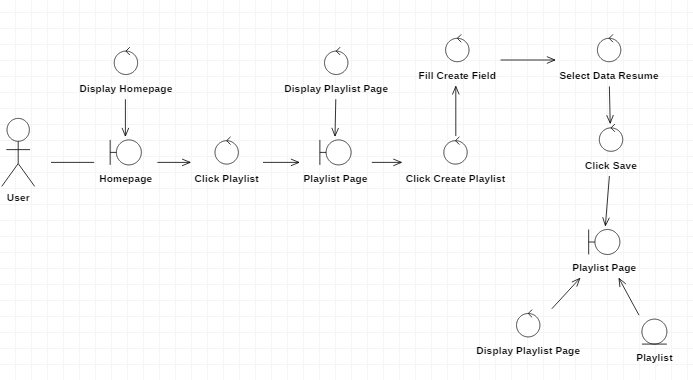 Fill Create Field
Select Data Resume
Display Homepage
Display Playlist Page
Click Save
Homepage
Click Playlist
Playlist Page
Click Create Playlist
User
Playlist Page
Display Playlist Page
Playlist